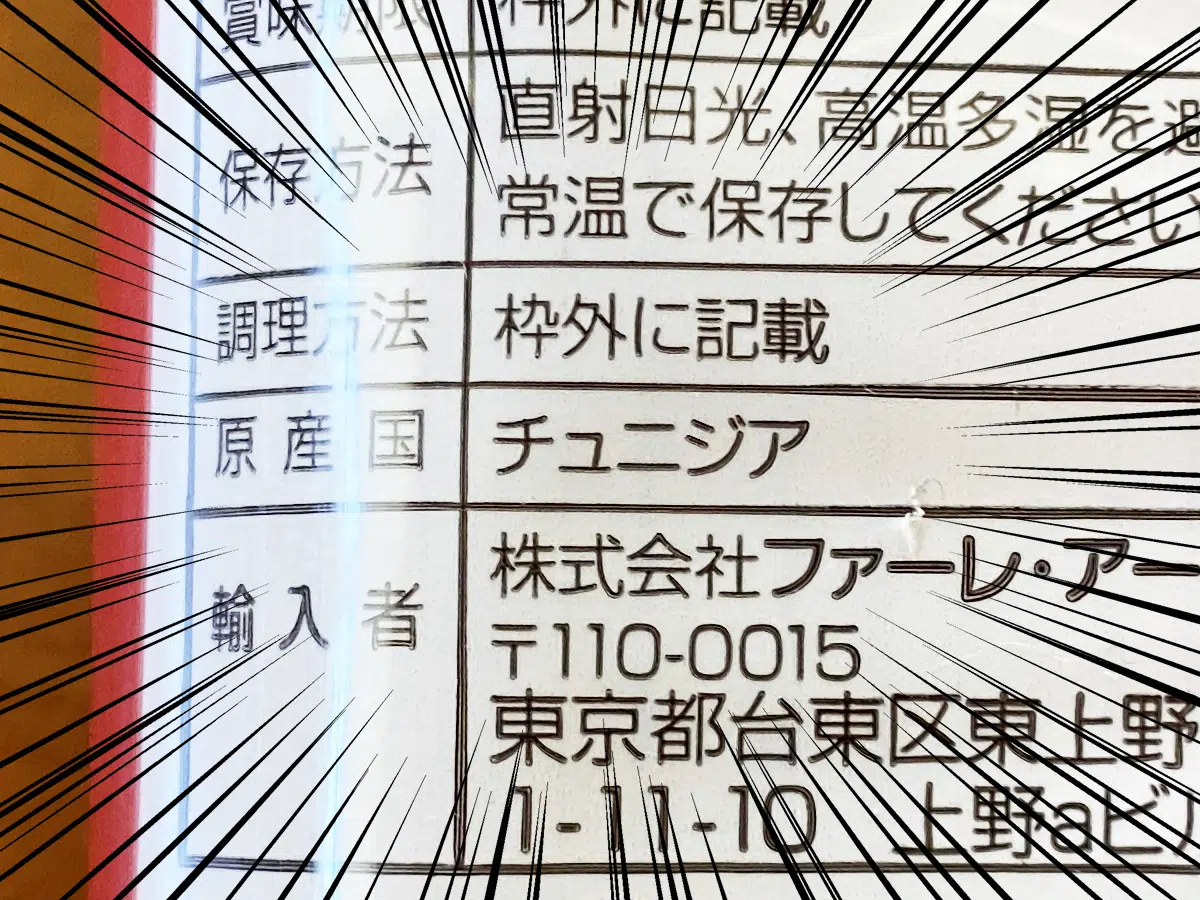 賞味期限 枠外に記載
保存方法 直射日光、高温多湿を避
常温で保存してください
調理方法 枠外に記載
原産国 チュニジア
輸入者 株式会社ファーレ・アー
〒110-0015
東京都台東区東上野
1-11-10 上野aビル